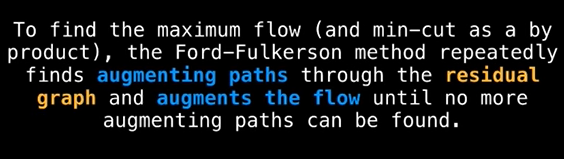 To find the maximum flow (and min-cut as a by
product), the Ford–Fulkerson method repeatedly
finds augmenting paths through the residual
graph and augments the flow until no more
augmenting paths can be found.